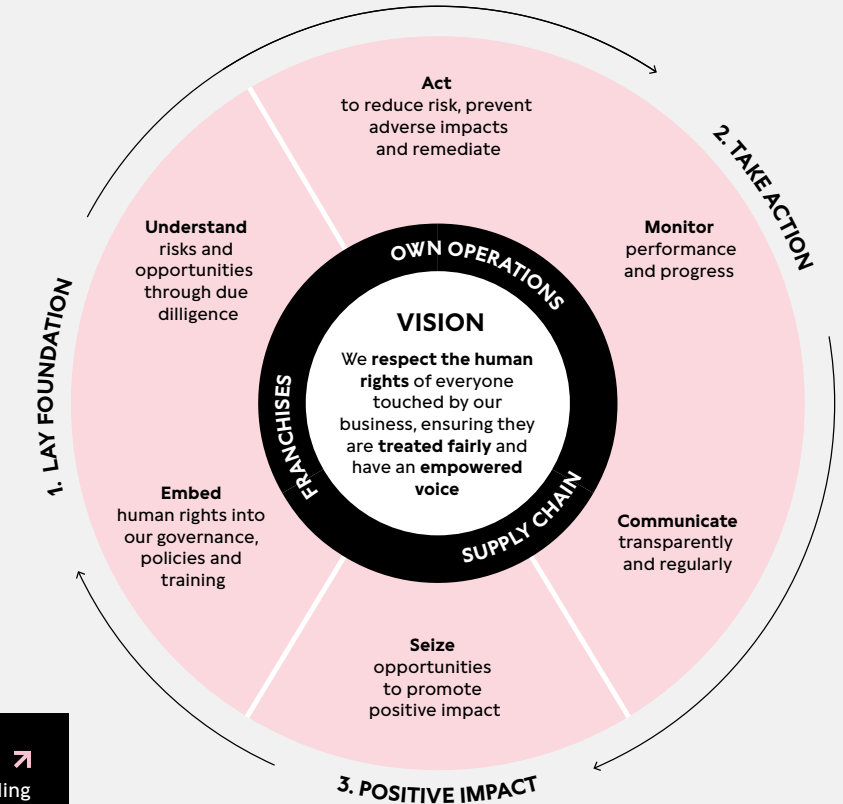 1. LAY FOUNDATION
Embed
human rights into
our governance,
policies and
training
Understand
risks and
opportunities
through due
dilligence
2. TAKE ACTION
Act
to reduce risk, prevent
adverse impacts
and remediate
Monitor
performance
and progress
Communicate
transparently
and regularly
3. POSITIVE IMPACT
Seize
opportunities
to promote
positive impact
OWN OPERATIONS
SUPPLY CHAIN
FRANCHISES
VISION
We respect the human
rights of everyone
touched by our
business, ensuring they
are treated fairly and
have an empowered
voice